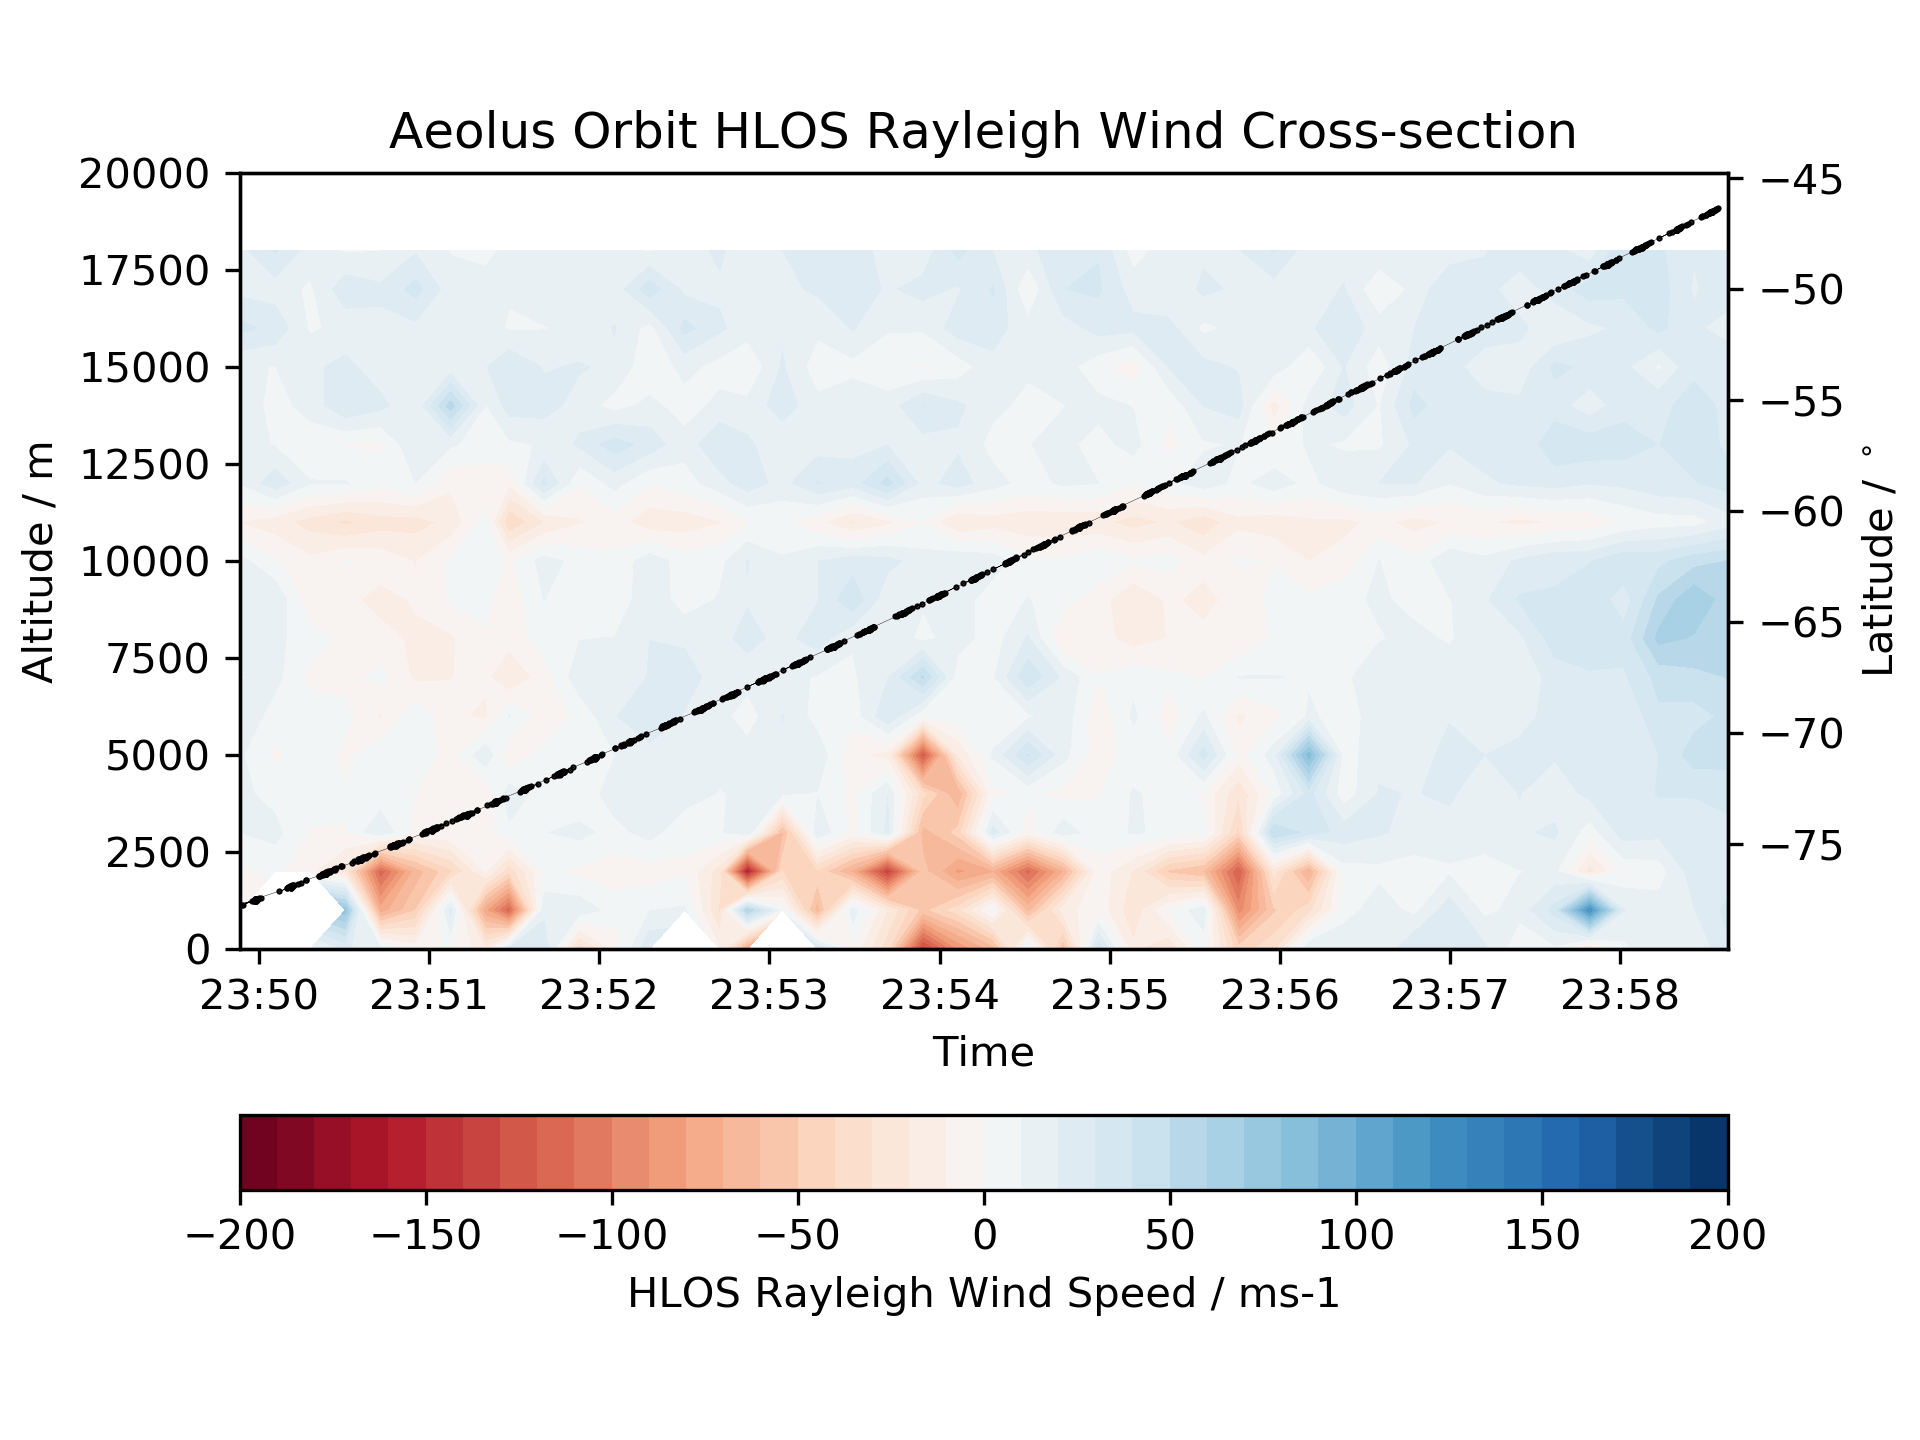 Aeolus Orbit HLOS Rayleigh Wind Cross-section
20000
17500
15000
12500
10000
7500
5000
2500
0
Altitude / m
−45
−50
−55
−60
−65
−70
−75
Latitude / °
23:50 23:51 23:52 23:53 23:54 23:55 23:56 23:57 23:58
Time
−200 −150 −100 −50 0 50 100 150 200
HLOS Rayleigh Wind Speed / ms-1